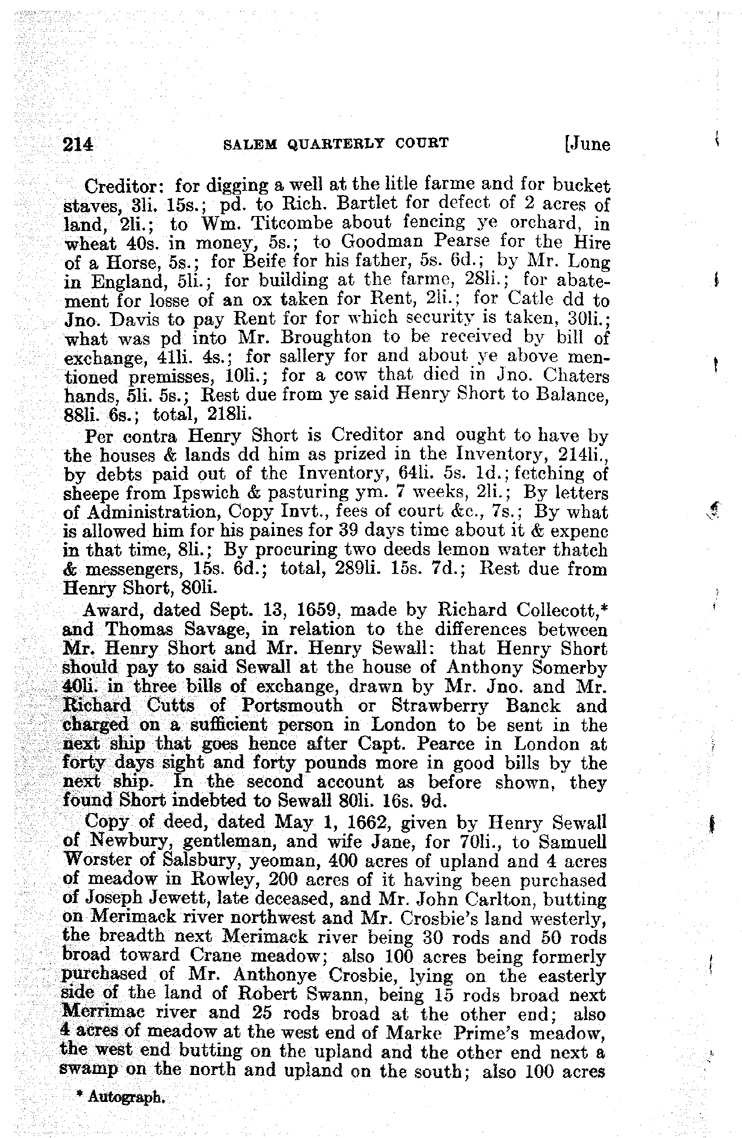 214 SALEM QUARTERLY COURT [June
Creditor: for digging a well at the litle farme and for bucket
staves, 3li. 15s.; pd. to Rich. Bartlet for defect of 2 acres of
land, 2li.; to Wm. Titcombe about fencing ye orchard, in
wheat 40s. in money, 5s.; to Goodman Pearse for the Hire
of a Horse, 5s.; for Beife for his father, 5s. 6d.; by Mr. Long
in England, 5li.; for building at the farme, 28li.; for abate-
ment for losse of an ox taken for Rent, 2li.; for Catle dd to
Jno. Davis to pay Rent for for which security is taken, 30li.;
what was pd into Mr. Broughton to be received by bill of
exchange, 41li. 4s.; for sallery for and about ye above men-
tioned premisses, 10li.; for a cow that died in Jno. Chaters
hands, 5li. 5s.; Rest due from ye said Henry Short to Balance,
88li. 6s.; total, 218li.
Per contra Henry Short is Creditor and ought to have by
the houses & lands dd him as prized in the Inventory, 214li.,
by debts paid out of the Inventory, 64li. 5s. 1d.; fetching of
sheepe from Ipswich & pasturing ym. 7 weeks, 2li.; By letters
of Administration, Copy Invt., fees of court &c., 7s.; By what
is allowed him for his paines for 39 days time about it & expenc
in that time, 8li.; By procuring two deeds lemon water thatch
& messengers, 15s. 6d.; total, 289li. 15s. 7d.; Rest due from
Henry Short, 80li.
Award, dated Sept. 13, 1659, made by Richard Collecott,*
and Thomas Savage, in relation to the differences between
Mr. Henry Short and Mr. Henry Sewall: that Henry Short
should pay to said Sewall at the house of Anthony Somerby
40li. in three bills of exchange, drawn by Mr. Jno. and Mr.
Richard Cutts of Portsmouth or Strawberry Banck and
charged on a sufficient person in London to be sent in the
next ship that goes hence after Capt. Pearce in London at
forty days sight and forty pounds more in good bills by the
next ship. In the second account as before shown, they
found Short indebted to Sewall 80li. 16s. 9d.
Copy of deed, dated May 1, 1662, given by Henry Sewall
of Newbury, gentleman, and wife Jane, for 70li., to Samuell
Worster of Salsbury, yeoman, 400 acres of upland and 4 acres
of meadow in Rowley, 200 acres of it having been purchased
of Joseph Jewett, late deceased, and Mr. John Carlton, butting
on Merimack river northwest and Mr. Crosbie's land westerly,
the breadth next Merimack river being 30 rods and 50 rods
broad toward Crane meadow; also 100 acres being formerly
purchased of Mr. Anthonye Crosbie, lying on the easterly
side of the land of Robert Swann, being 15 rods broad next
Merrimac river and 25 rods broad at the other end; also
4 acres of meadow at the west end of Marke Prime's meadow,
the west end butting on the upland and the other end next a
swamp on the north and upland on the south; also 100 acres
* Autograph.